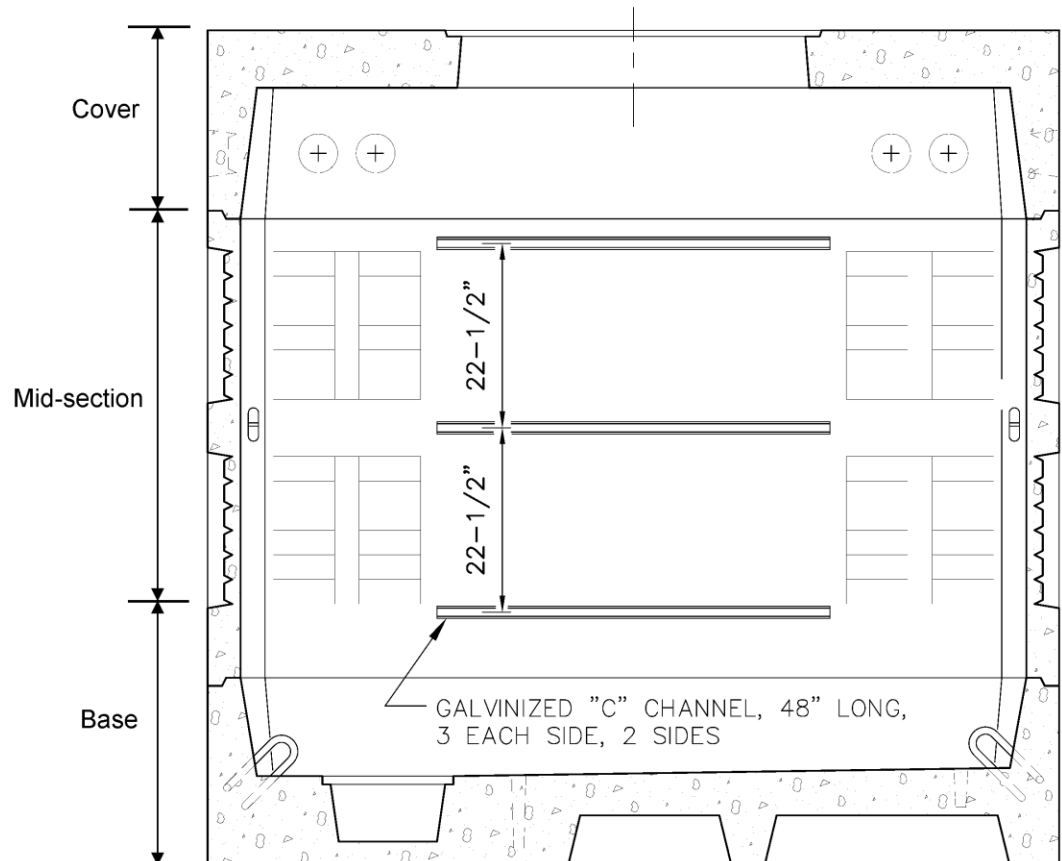 Cover
Mid-section
Base
22-1/2"
22-1/2"
GALVINIZED "C" CHANNEL, 48" LONG,
3 EACH SIDE, 2 SIDES